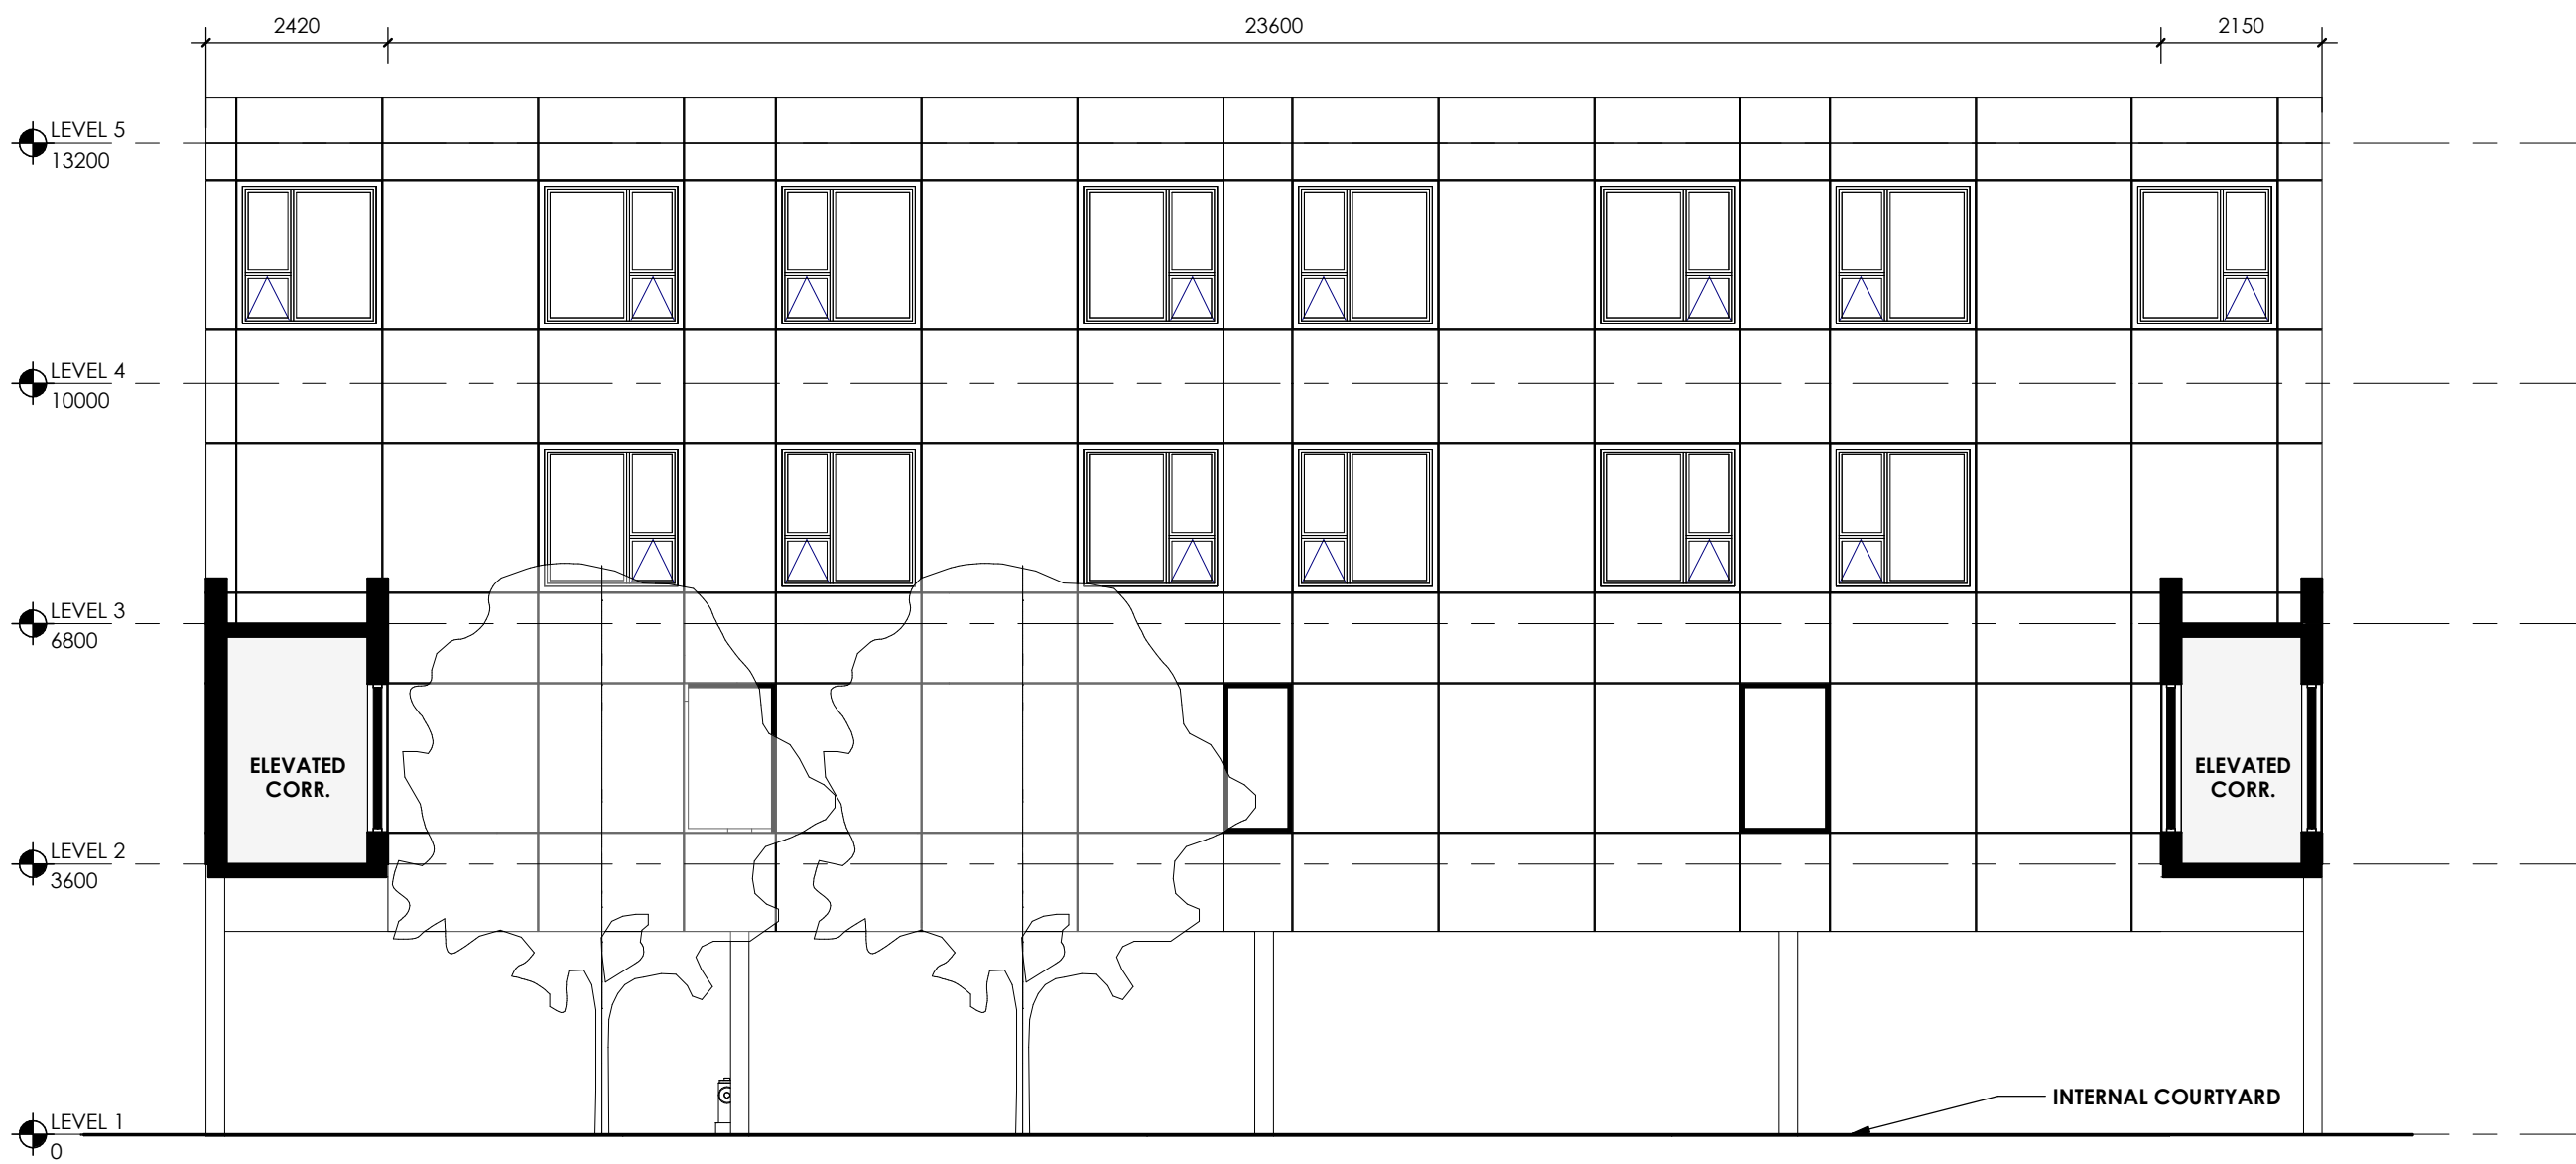 2420
23600
2150
LEVEL 5
13200
LEVEL 4
10000
LEVEL 3
6800
ELEVATED
CORR.
ELEVATED
CORR.
LEVEL 2
3600
INTERNAL COURTYARD
LEVEL 1
0